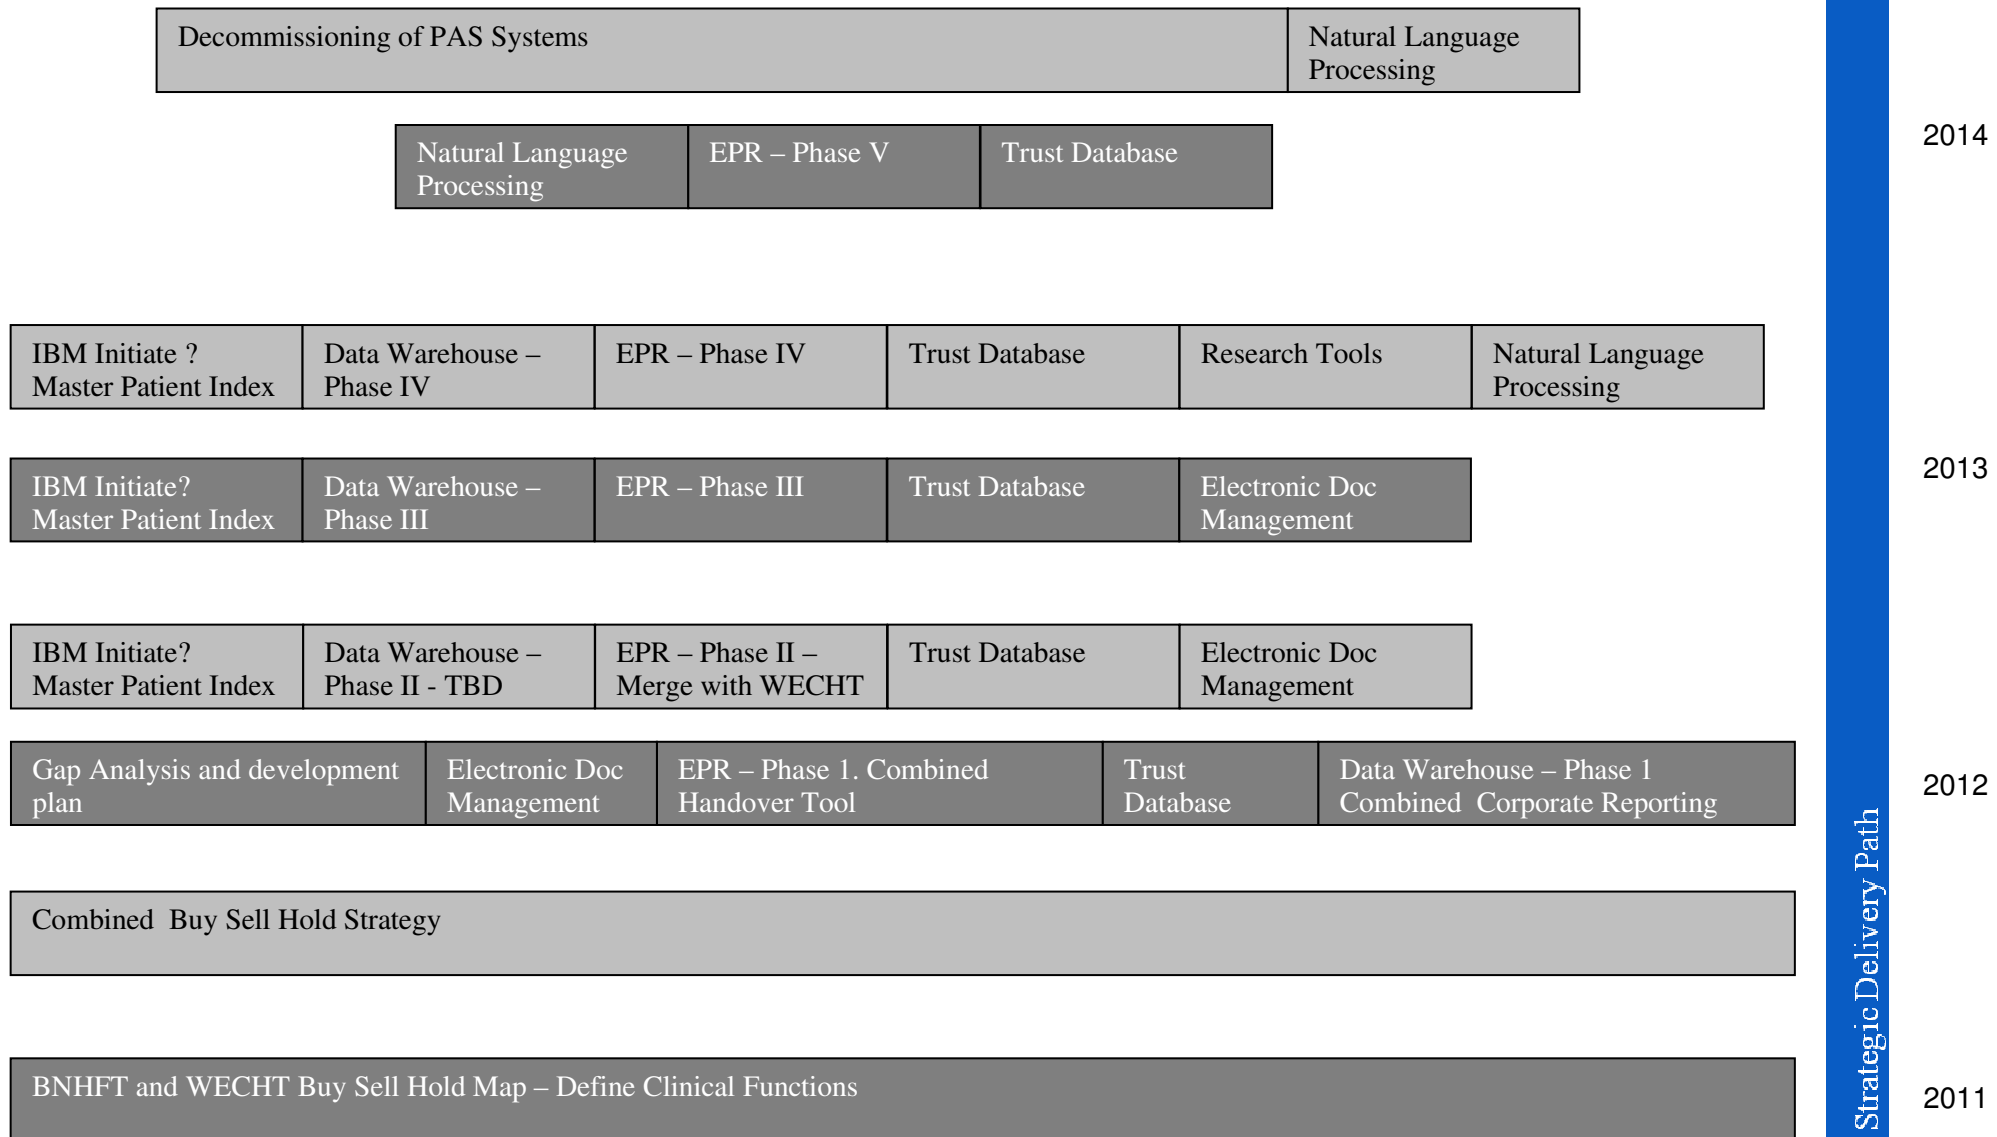 Decommissioning of PAS Systems
Natural Language
Processing
2014
Natural Language
Processing
EPR – Phase V
Trust Database
IBM Initiate ?
Master Patient Index
Data Warehouse –
Phase IV
EPR – Phase IV
Trust Database
Research Tools
Natural Language
Processing
2013
IBM Initiate?
Master Patient Index
Data Warehouse –
Phase III
EPR – Phase III
Trust Database
Electronic Doc
Management
IBM Initiate?
Master Patient Index
Data Warehouse –
Phase II - TBD
EPR – Phase II –
Merge with WECHT
Trust Database
Electronic Doc
Management
Gap Analysis and development
plan
Electronic Doc
Management
EPR – Phase 1. Combined
Handover Tool
Trust
Database
Data Warehouse – Phase 1
Combined  Corporate Reporting
2012
Combined  Buy Sell Hold Strategy
BNHFT and WECHT Buy Sell Hold Map – Define Clinical Functions
2011
Strategic Delivery Path